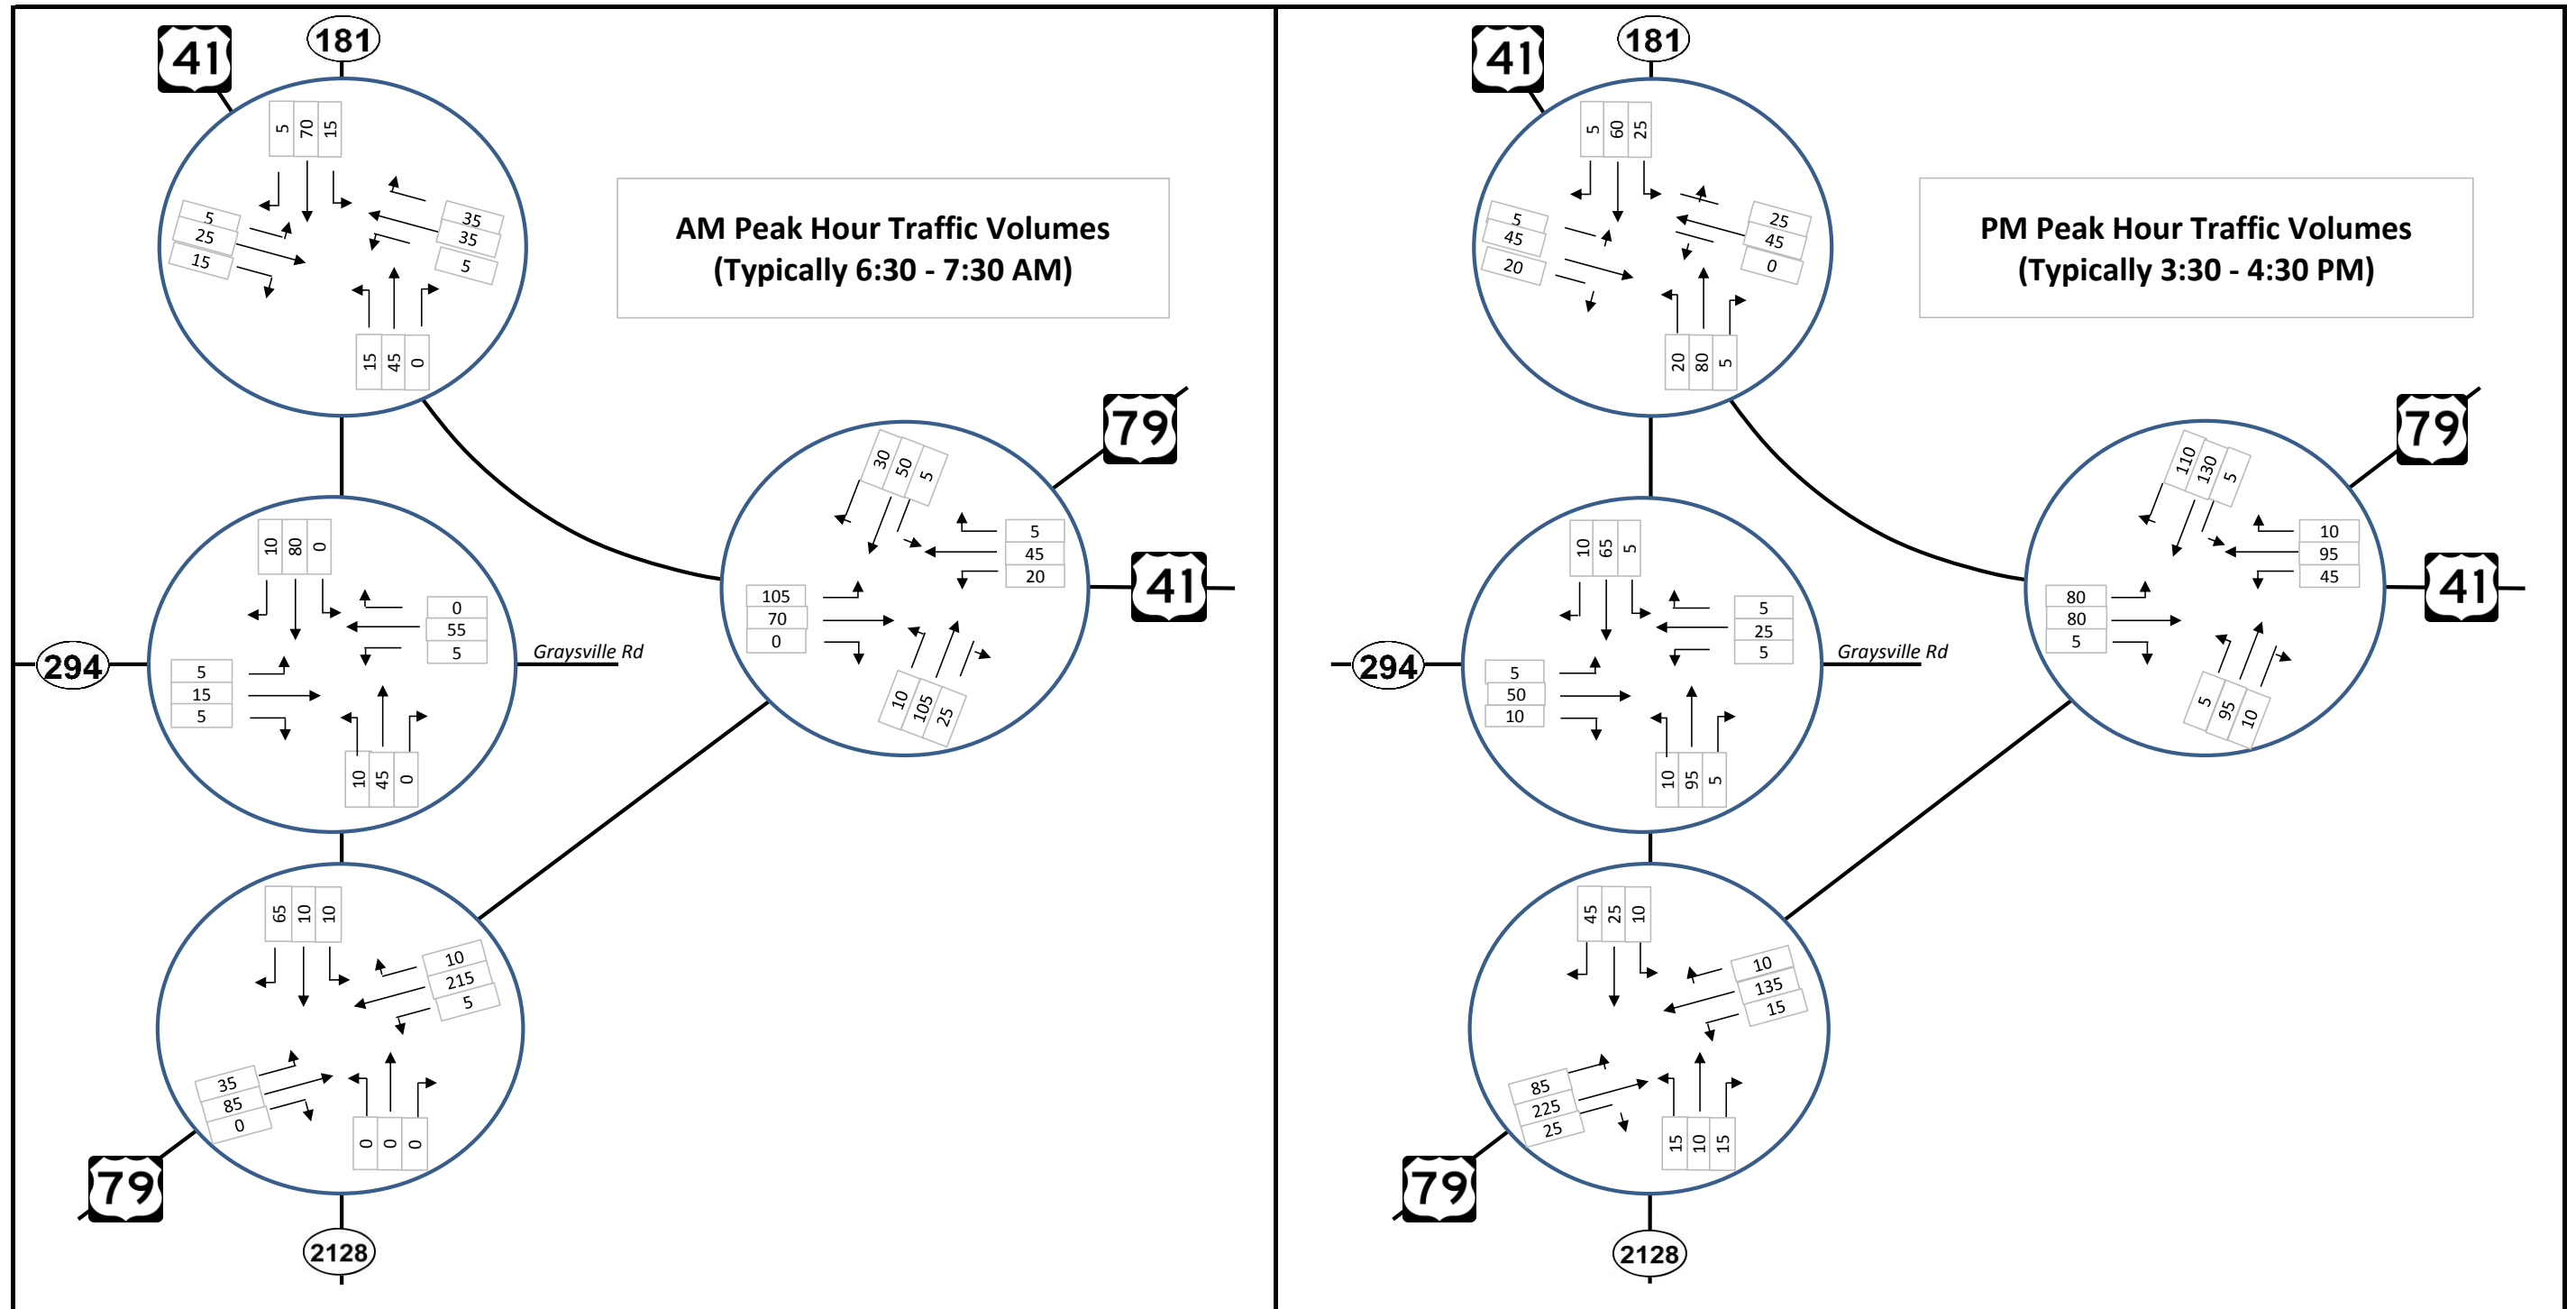 41
181
5 70 15
5
25
15
35
35
5
15 45 0
AM Peak Hour Traffic Volumes
(Typically 6:30 - 7:30 AM)
79
30 50 5
5
45
20
41
105
70
0
10 105 25
10 80 0
0
55
5
294
Graysville Rd
5
15
5
10 45 0
65 10 10
10
215
5
35
85
0
0 0 0
79
2128
41
181
5 60 25
5
45
20
25
45
0
20 80 5
PM Peak Hour Traffic Volumes
(Typically 3:30 - 4:30 PM)
79
110 130 5
10
95
45
41
80
80
5
5 95 10
10 65 5
5
25
5
294
Graysville Rd
5
50
10
10 95 5
45 25 10
10
135
15
85
225
25
15 10 15
79
2128